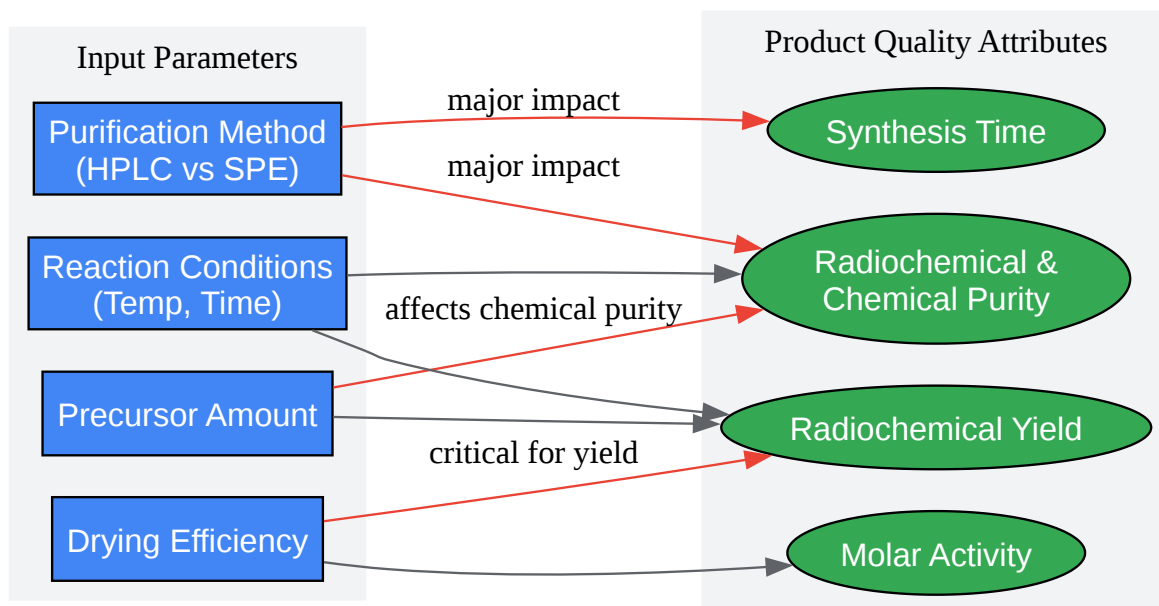 Input Parameters
Purification Method
(HPLC vs SPE)
Reaction Conditions
(Temp, Time)
Precursor Amount
Drying Efficiency
major impact
major impact
affects chemical purity
critical for yield
Product Quality Attributes
Synthesis Time
Radiochemical &
Chemical Purity
Radiochemical Yield
Molar Activity